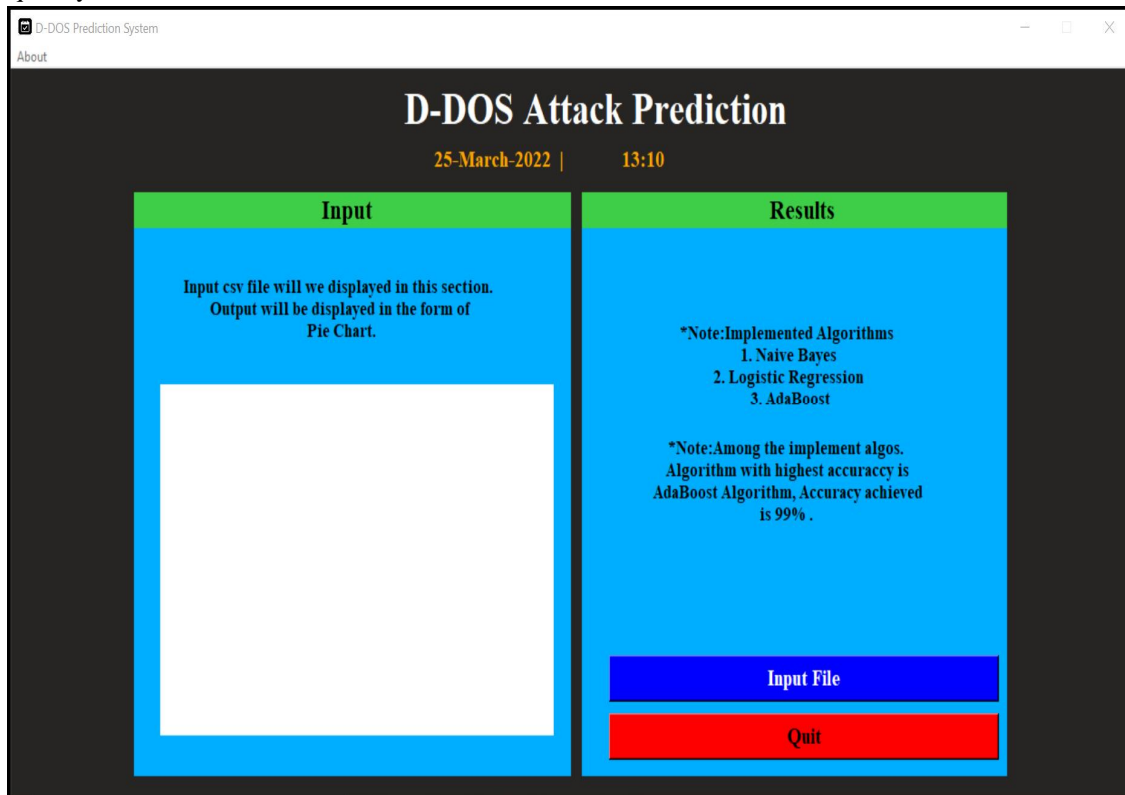 D-DOS Prediction System
About
D-DOS Attack Prediction
25-March-2022 | 13:10
Input
Input csv file will we displayed in this section.
Output will be displayed in the form of
Pie Chart.
Results
*Note:Implemented Algorithms
1. Naive Bayes
2. Logistic Regression
3. AdaBoost
*Note:Among the implement algos.
Algorithm with highest accuraccy is
AdaBoost Algorithm, Accuracy achieved
is 99% .
Input File
Quit